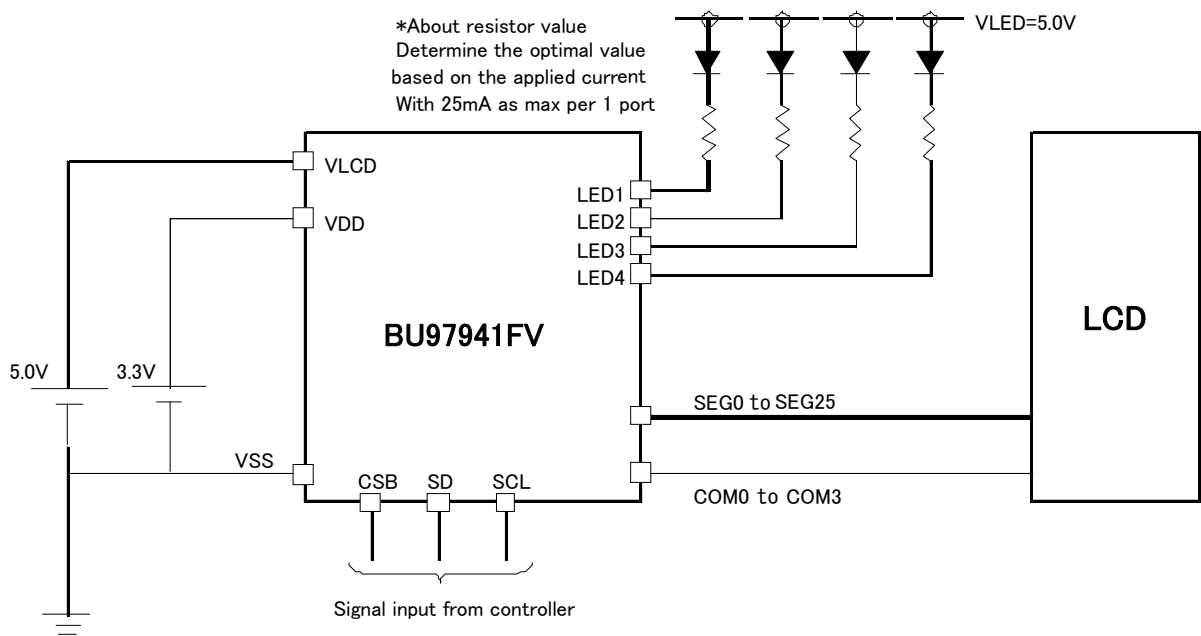 *About resistor value
Determine the optimal value
based on the applied current
With 25mA as max per 1 port
VLED=5.0V
VLCD
VDD
LED1
LED2
LED3
LED4
BU97941FV
LCD
5.0V
3.3V
SEG0 to SEG25
VSS
CSB
SD
SCL
COM0 to COM3
Signal input from controller